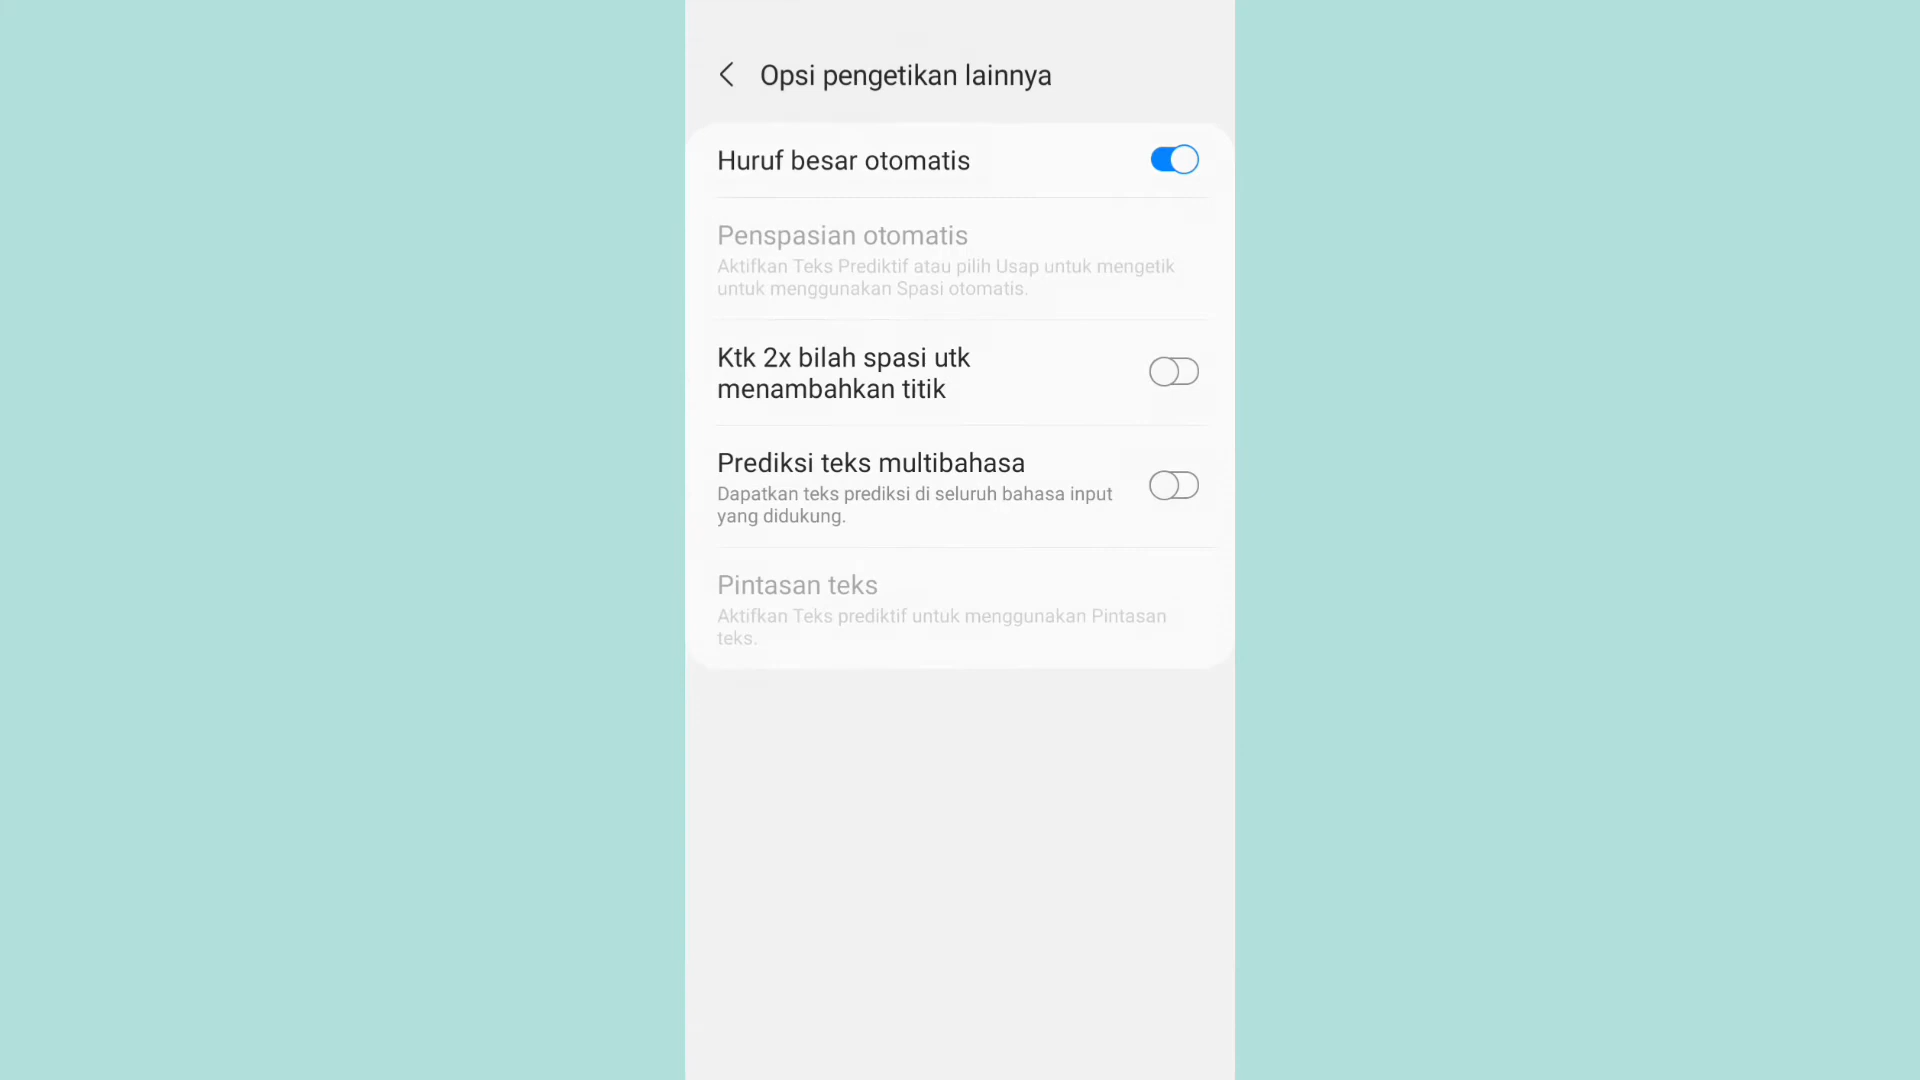 Opsi pengetikan lainnya
Huruf besar otomatis
Penspasian otomatis
Aktifkan Teks Prediktif atau pilih Usap untuk mengetik
untuk menggunakan Spasi otomatis.
Ktk 2x bilah spasi utk
menambahkan titik
Prediksi teks multibahasa
Dapatkan teks prediksi di seluruh bahasa input
yang didukung.
Pintasan teks
Aktifkan Teks prediktif untuk menggunakan Pintasan
teks.